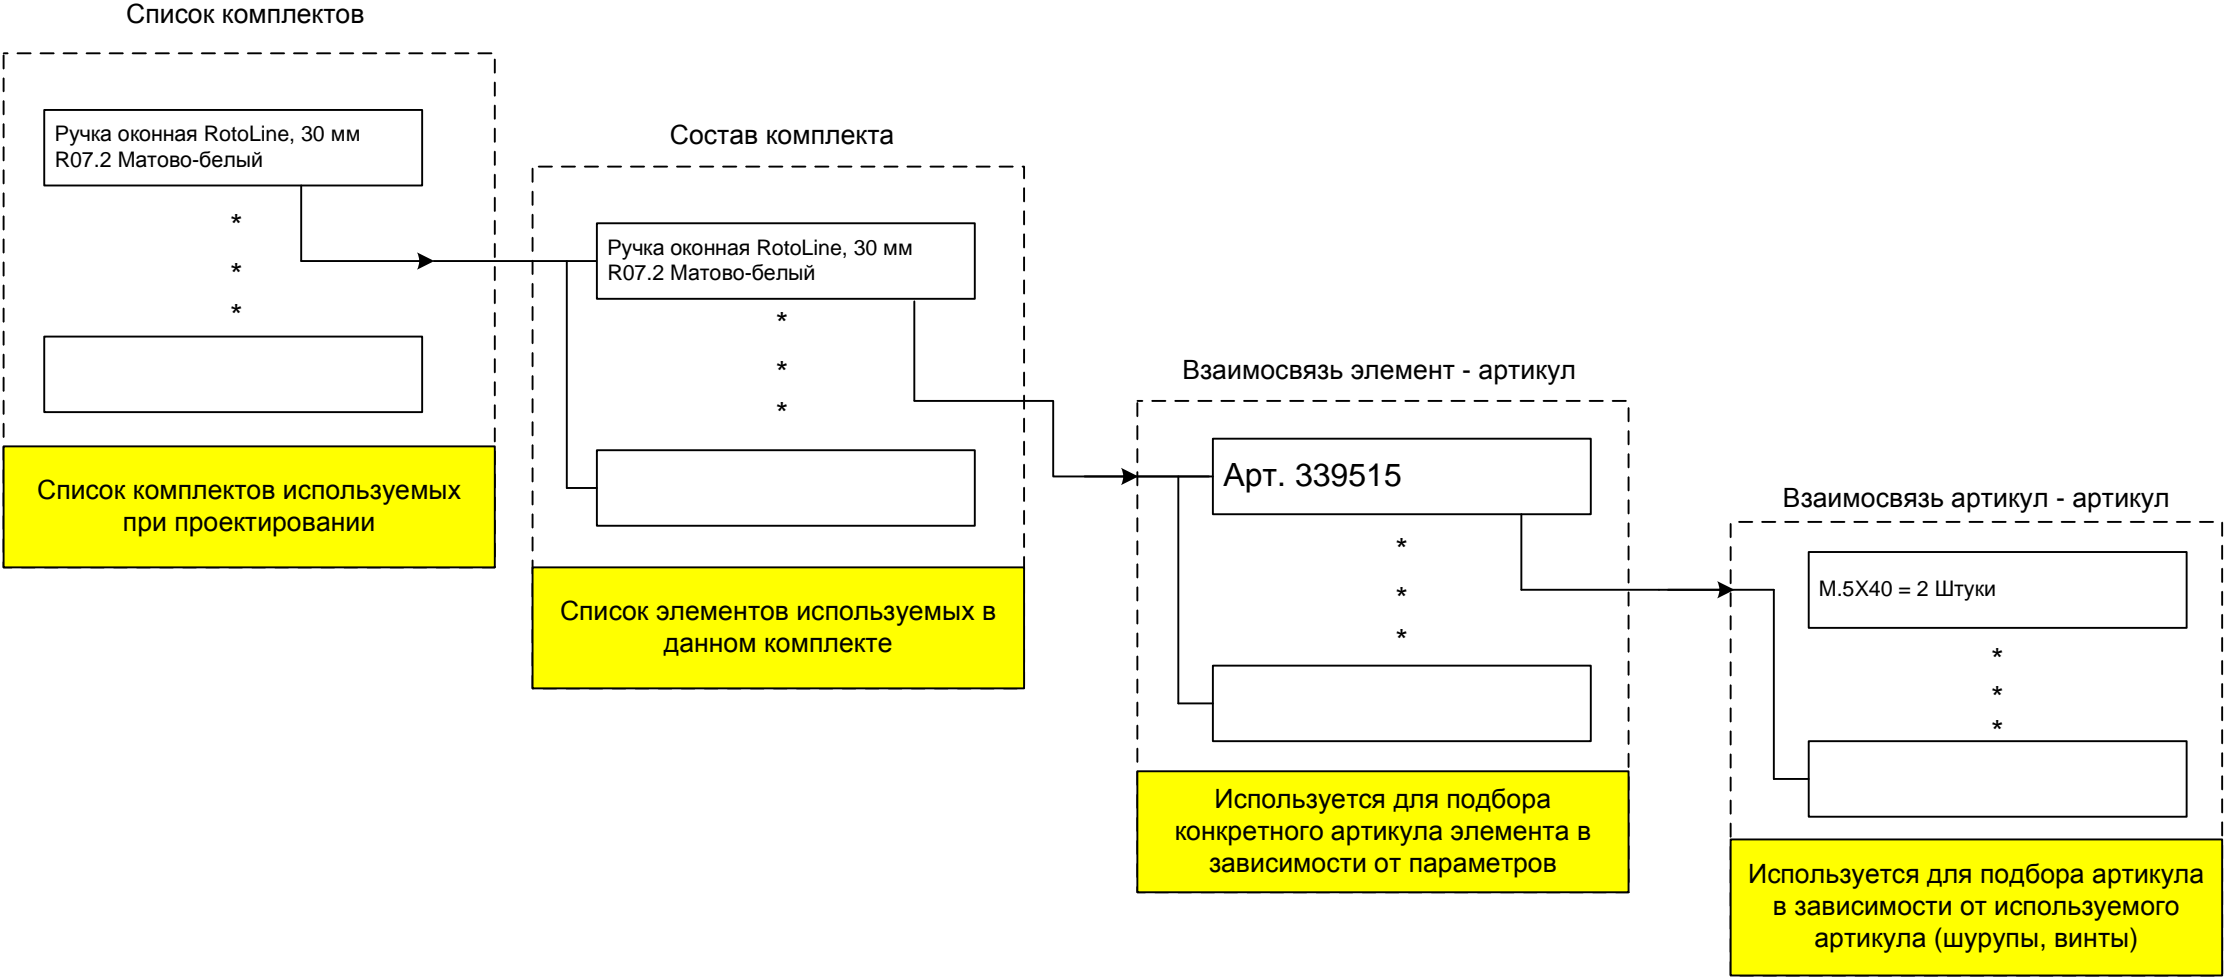 Список комплектов
Ручка оконная RotoLine, 30 мм
R07.2 Матово-белый
*
*
*
Список комплектов используемых
при проектировании
Состав комплекта
Ручка оконная RotoLine, 30 мм
R07.2 Матово-белый
*
*
*
Список элементов используемых в
данном комплекте
Взаимосвязь элемент - артикул
Арт. 339515
*
*
*
Используется для подбора
конкретного артикула элемента в
зависимости от параметров
Взаимосвязь артикул - артикул
M.5X40 = 2 Штуки
*
*
*
Используется для подбора артикула
в зависимости от используемого
артикула (шурупы, винты)